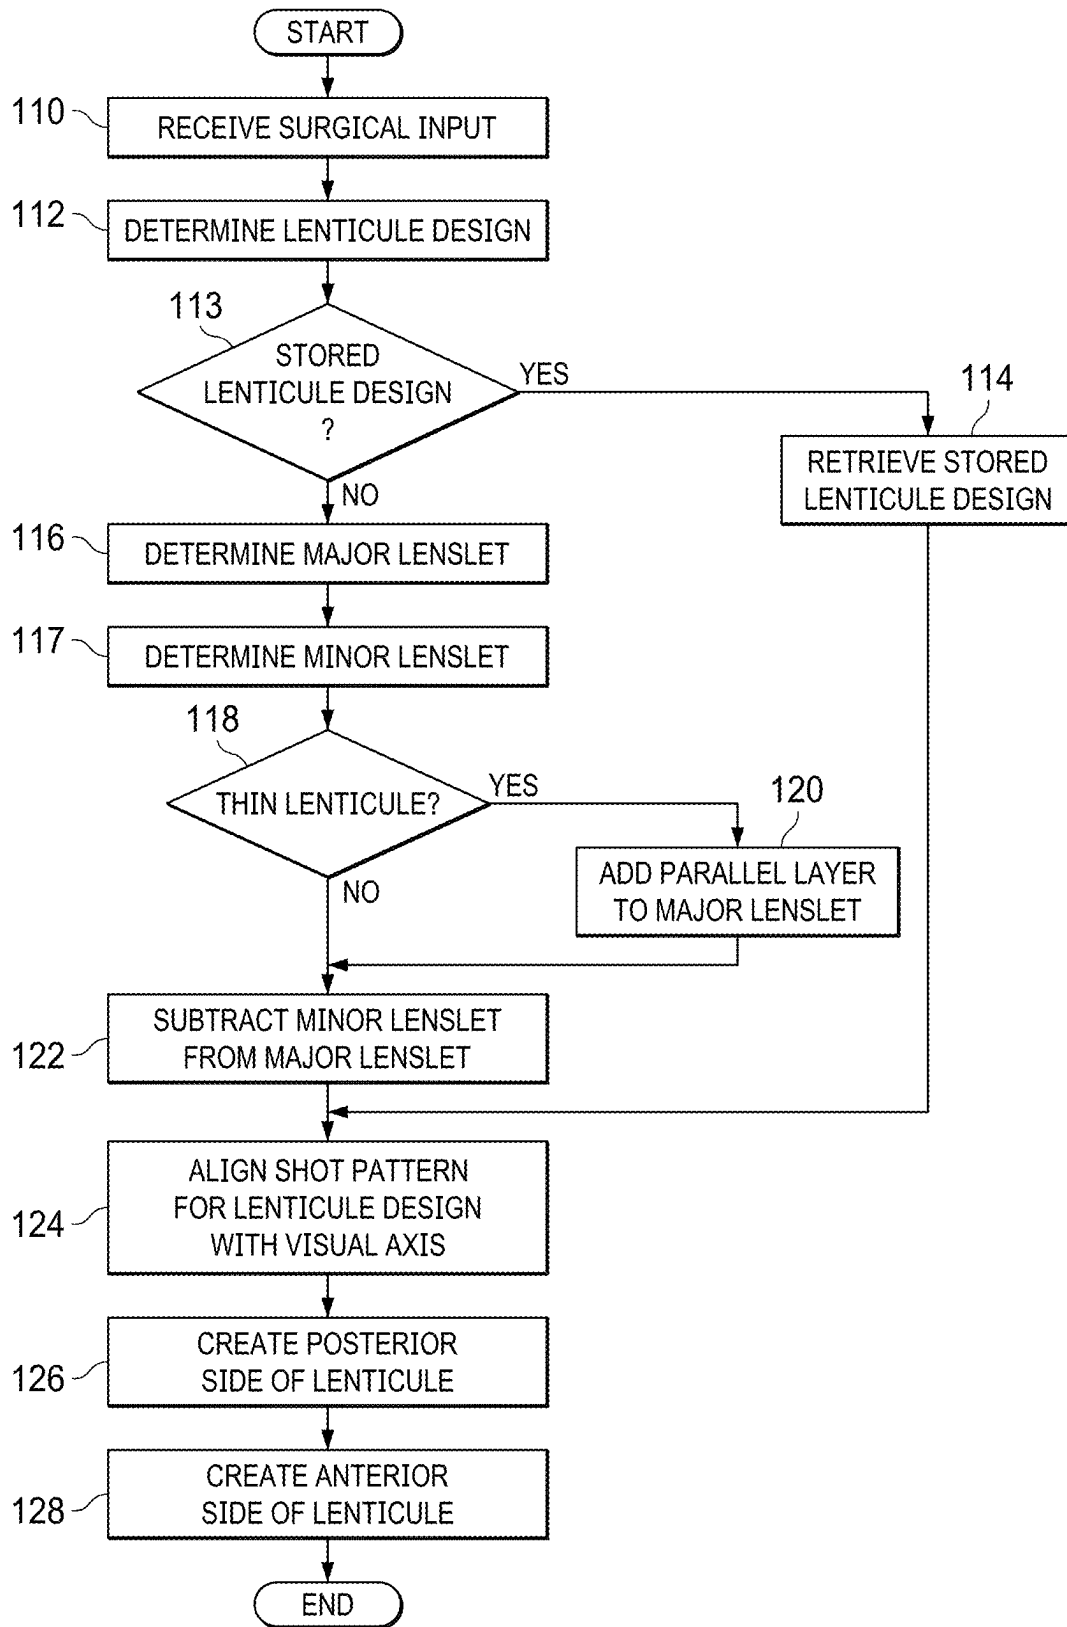 START
110
RECEIVE SURGICAL INPUT
112
DETERMINE LENTICULE DESIGN
113
STORED
LENTICULE DESIGN
?
YES
NO
114
RETRIEVE STORED
LENTICULE DESIGN
116
DETERMINE MAJOR LENSLET
117
DETERMINE MINOR LENSLET
118
THIN LENTICULE?
YES
NO
120
ADD PARALLEL LAYER
TO MAJOR LENSLET
122
SUBTRACT MINOR LENSLET
FROM MAJOR LENSLET
124
ALIGN SHOT PATTERN
FOR LENTICULE DESIGN
WITH VISUAL AXIS
126
CREATE POSTERIOR
SIDE OF LENTICULE
128
CREATE ANTERIOR
SIDE OF LENTICULE
END